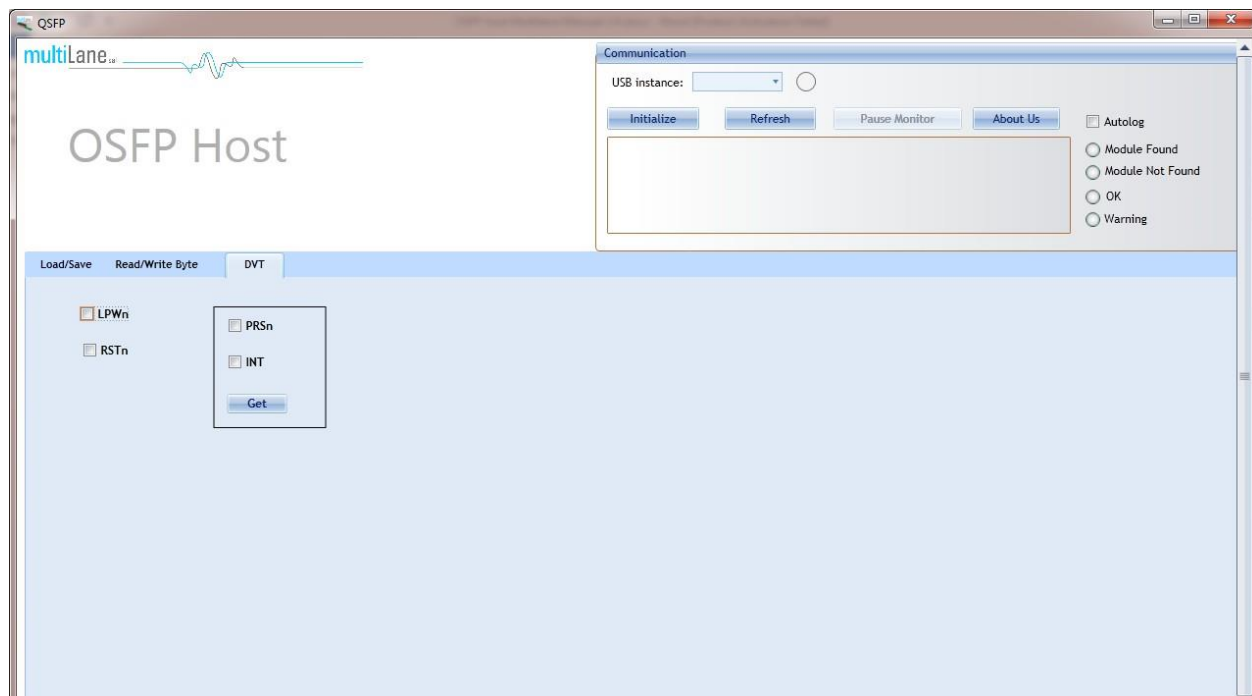 QSFP
multiLane
OSFP Host
Communication
USB instance:
Initialize
Refresh
Pause Monitor
About Us
Autolog
Module Found
Module Not Found
OK
Warning
Load/Save
Read/Write Byte
DVT
LPWn
RSTn
PRSn
INT
Get